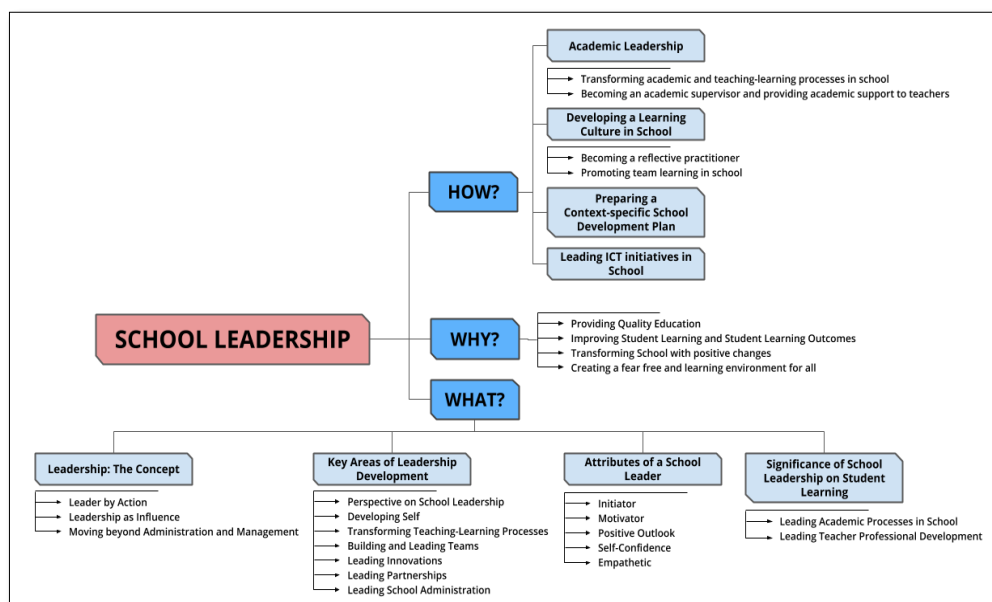 SCHOOL LEADERSHIP
HOW?
Academic Leadership
Transforming academic and teaching-learning processes in school
Becoming an academic supervisor and providing academic support to teachers
Developing a Learning
Culture in School
Becoming a reflective practitioner
Promoting team learning in school
Preparing a
Context-specific School
Development Plan
Leading ICT initiatives in
School
WHY?
Providing Quality Education
Improving Student Learning and Student Learning Outcomes
Transforming School with positive changes
Creating a fear free and learning environment for all
WHAT?
Leadership: The Concept
Leader by Action
Leadership as Influence
Moving beyond Administration and Management
Key Areas of Leadership
Development
Perspective on School Leadership
Developing Self
Transforming Teaching-Learning Processes
Building and Leading Teams
Leading Innovations
Leading Partnerships
Leading School Administration
Attributes of a School
Leader
Initiator
Motivator
Positive Outlook
Self-Confidence
Empathetic
Significance of School
Leadership on Student
Learning
Leading Academic Processes in School
Leading Teacher Professional Development